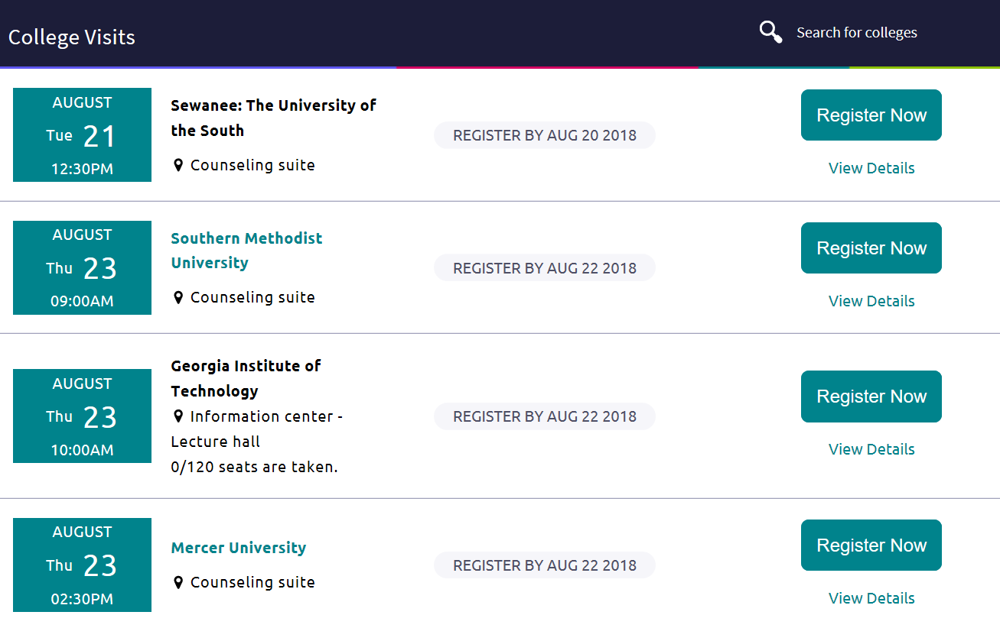 College Visits
Search for colleges
AUGUST
Tue 21
12:30PM
Sewanee: The University of
the South
Counseling suite
REGISTER BY AUG 20 2018
Register Now
View Details
AUGUST
Thu 23
09:00AM
Southern Methodist
University
Counseling suite
REGISTER BY AUG 22 2018
Register Now
View Details
AUGUST
Thu 23
10:00AM
Georgia Institute of
Technology
Information center -
Lecture hall
0/120 seats are taken.
REGISTER BY AUG 22 2018
Register Now
View Details
AUGUST
Thu 23
02:30PM
Mercer University
Counseling suite
REGISTER BY AUG 22 2018
Register Now
View Details